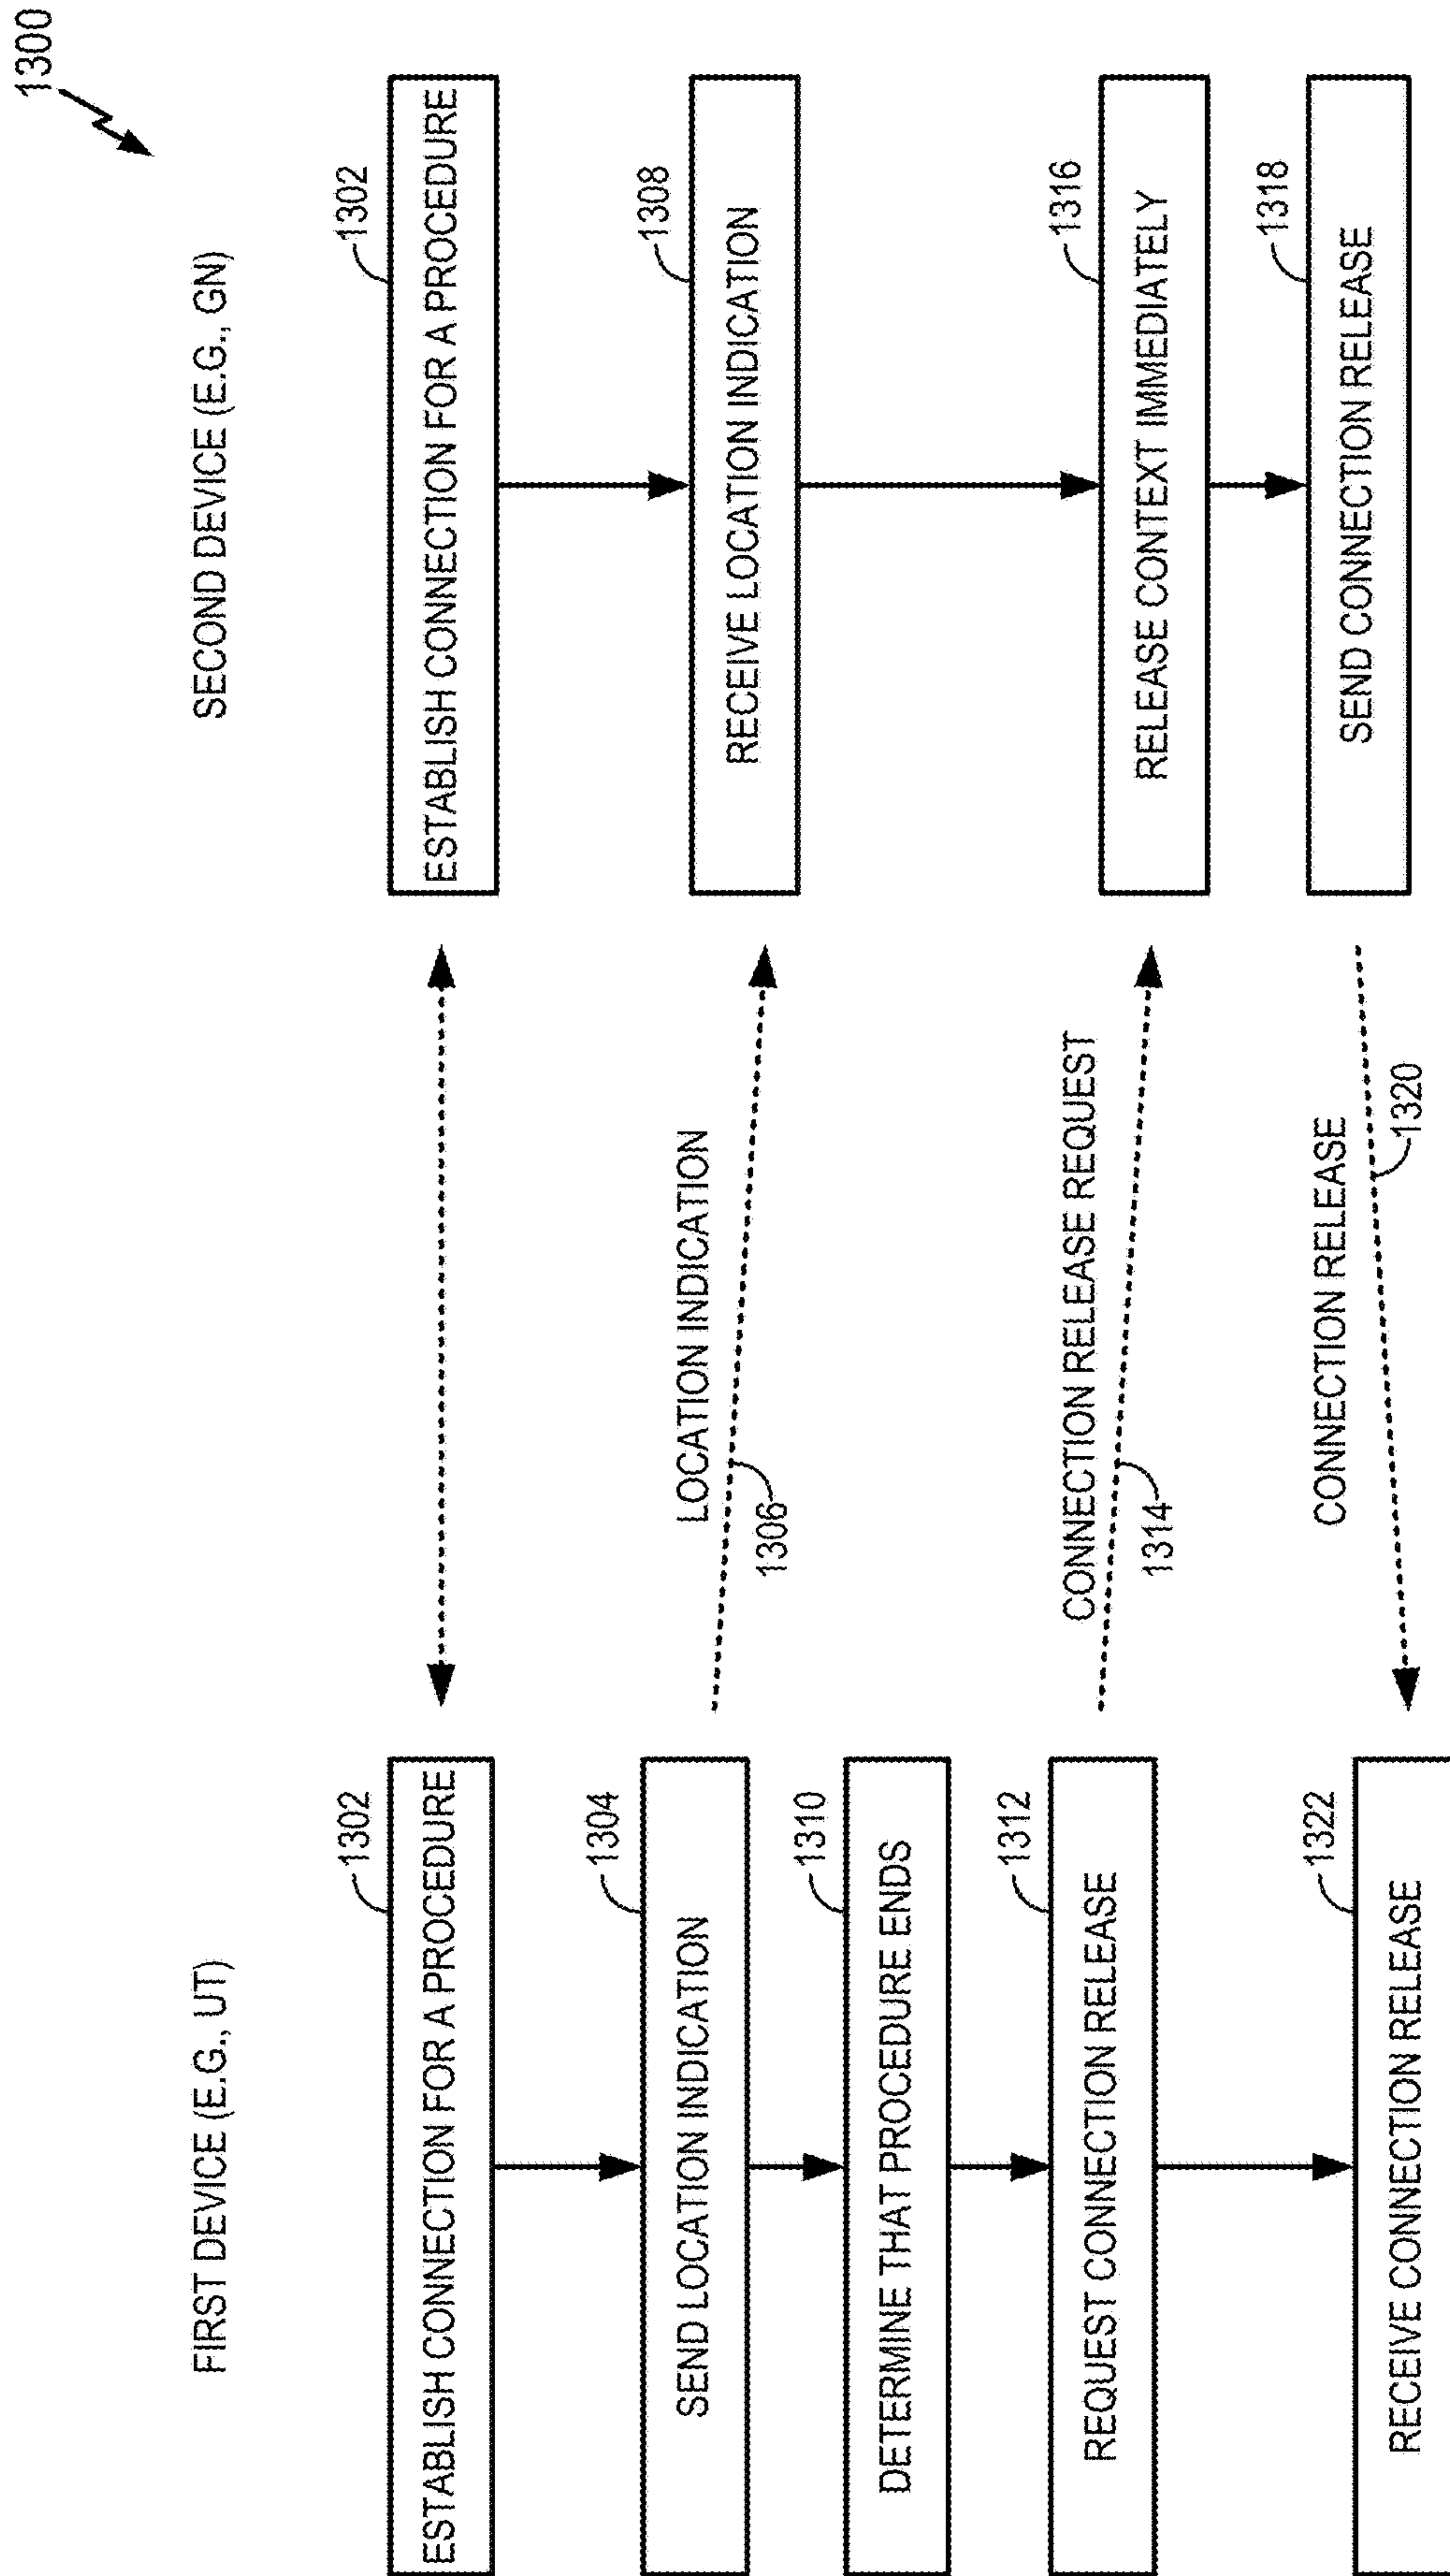 1300
FIRST DEVICE (E.G., UT)
SECOND DEVICE (E.G., GN)
1302
ESTABLISH CONNECTION FOR A PROCEDURE
1302
ESTABLISH CONNECTION FOR A PROCEDURE
1304
SEND LOCATION INDICATION
LOCATION INDICATION
1306
1308
RECEIVE LOCATION INDICATION
1310
DETERMINE THAT PROCEDURE ENDS
1312
REQUEST CONNECTION RELEASE
CONNECTION RELEASE REQUEST
1314
1316
RELEASE CONTEXT IMMEDIATELY
1318
SEND CONNECTION RELEASE
CONNECTION RELEASE
1320
1322
RECEIVE CONNECTION RELEASE